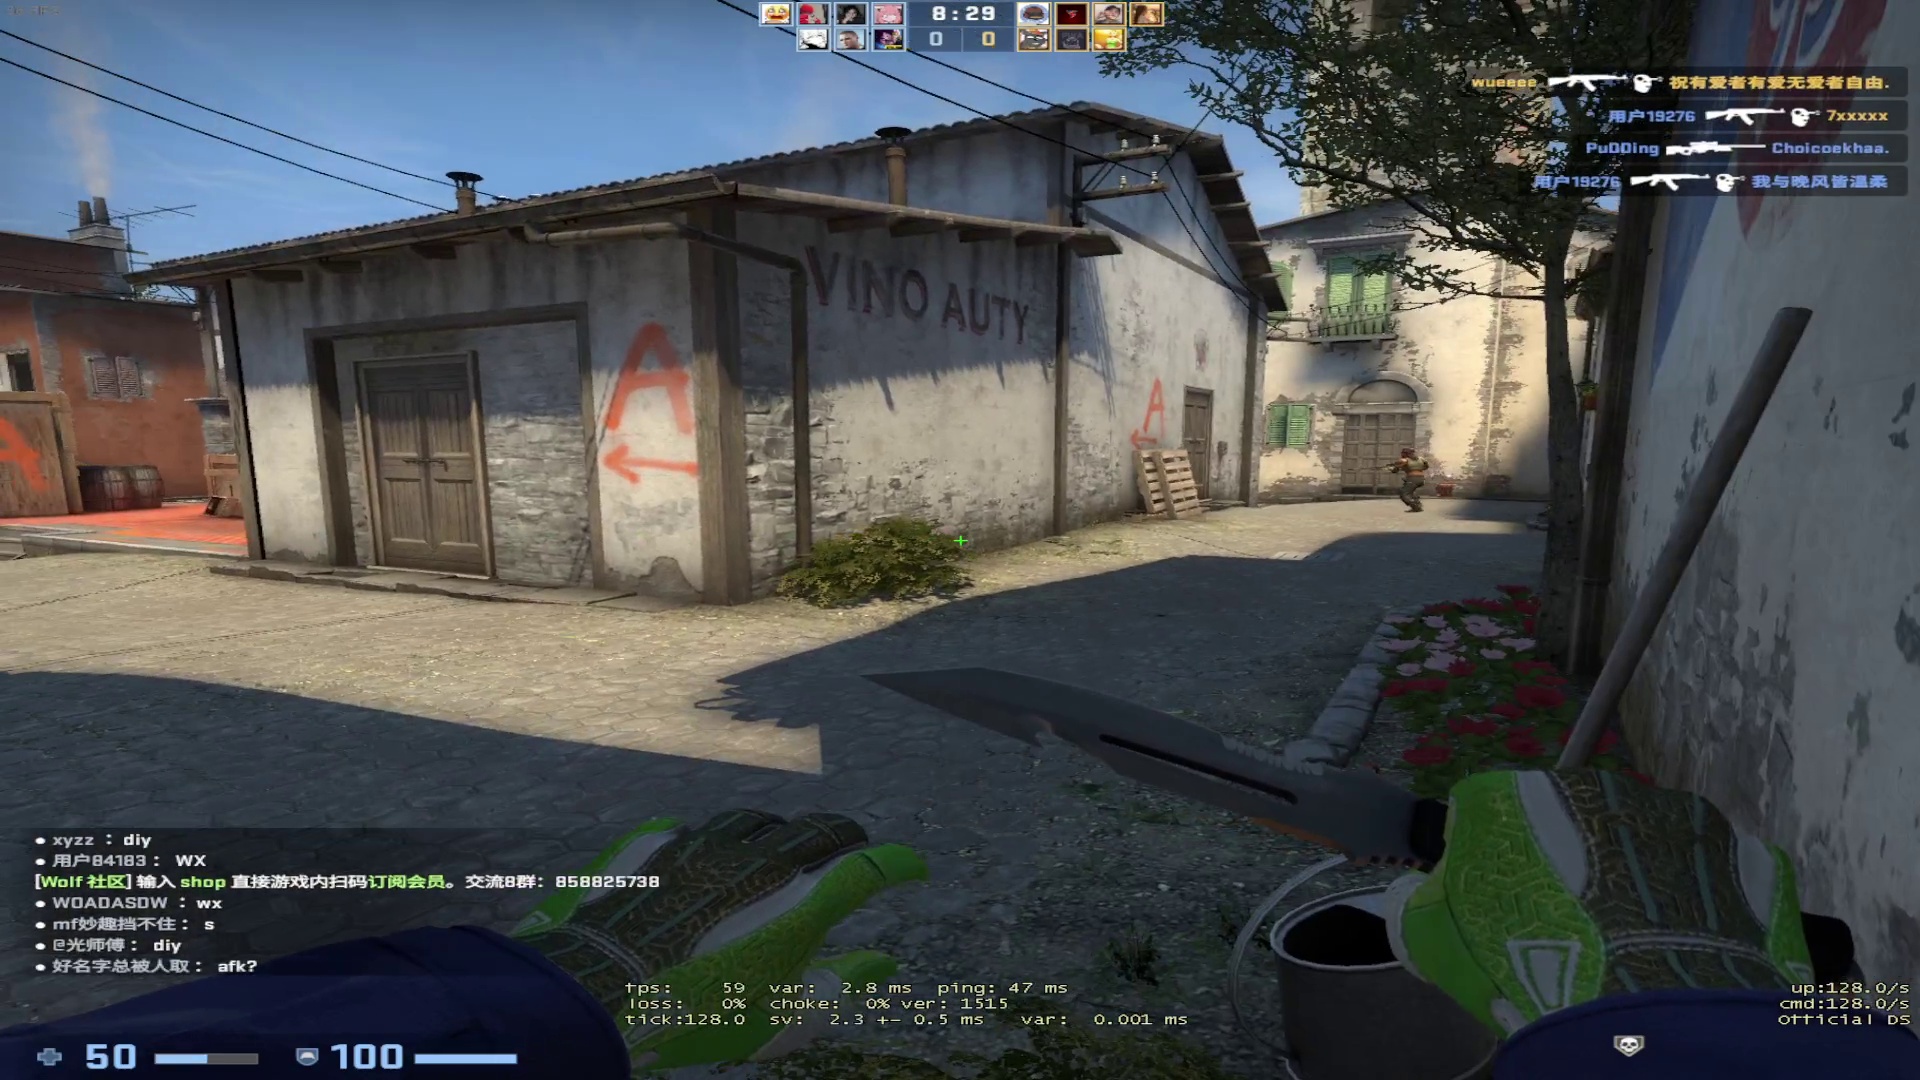 8:29
0 0
wueeee 祝有爱者有爱无爱者自由.
用户19276 7xxxxx
PuDDing Choicoekhaa.
用户19276 我与晚风皆温柔
VINO AUTY
A
A
A
xyzz : diy
用户84183 : WX
[Wolf 社区] 输入 shop 直接游戏内扫码订阅会员。交流8群: 858825738
WOADASDW : wx
mf妙趣挡不住 : s
@光师傅 : diy
好名字总被人取 : afk?
fps: 59 var: 2.8 ms ping: 47 ms
loss: 0% choke: 0% ver: 1515
tick:128.0 sv: 2.3 +- 0.5 ms var: 0.001 ms
up:128.0/s
cmd:128.0/s
Official DS
50 100